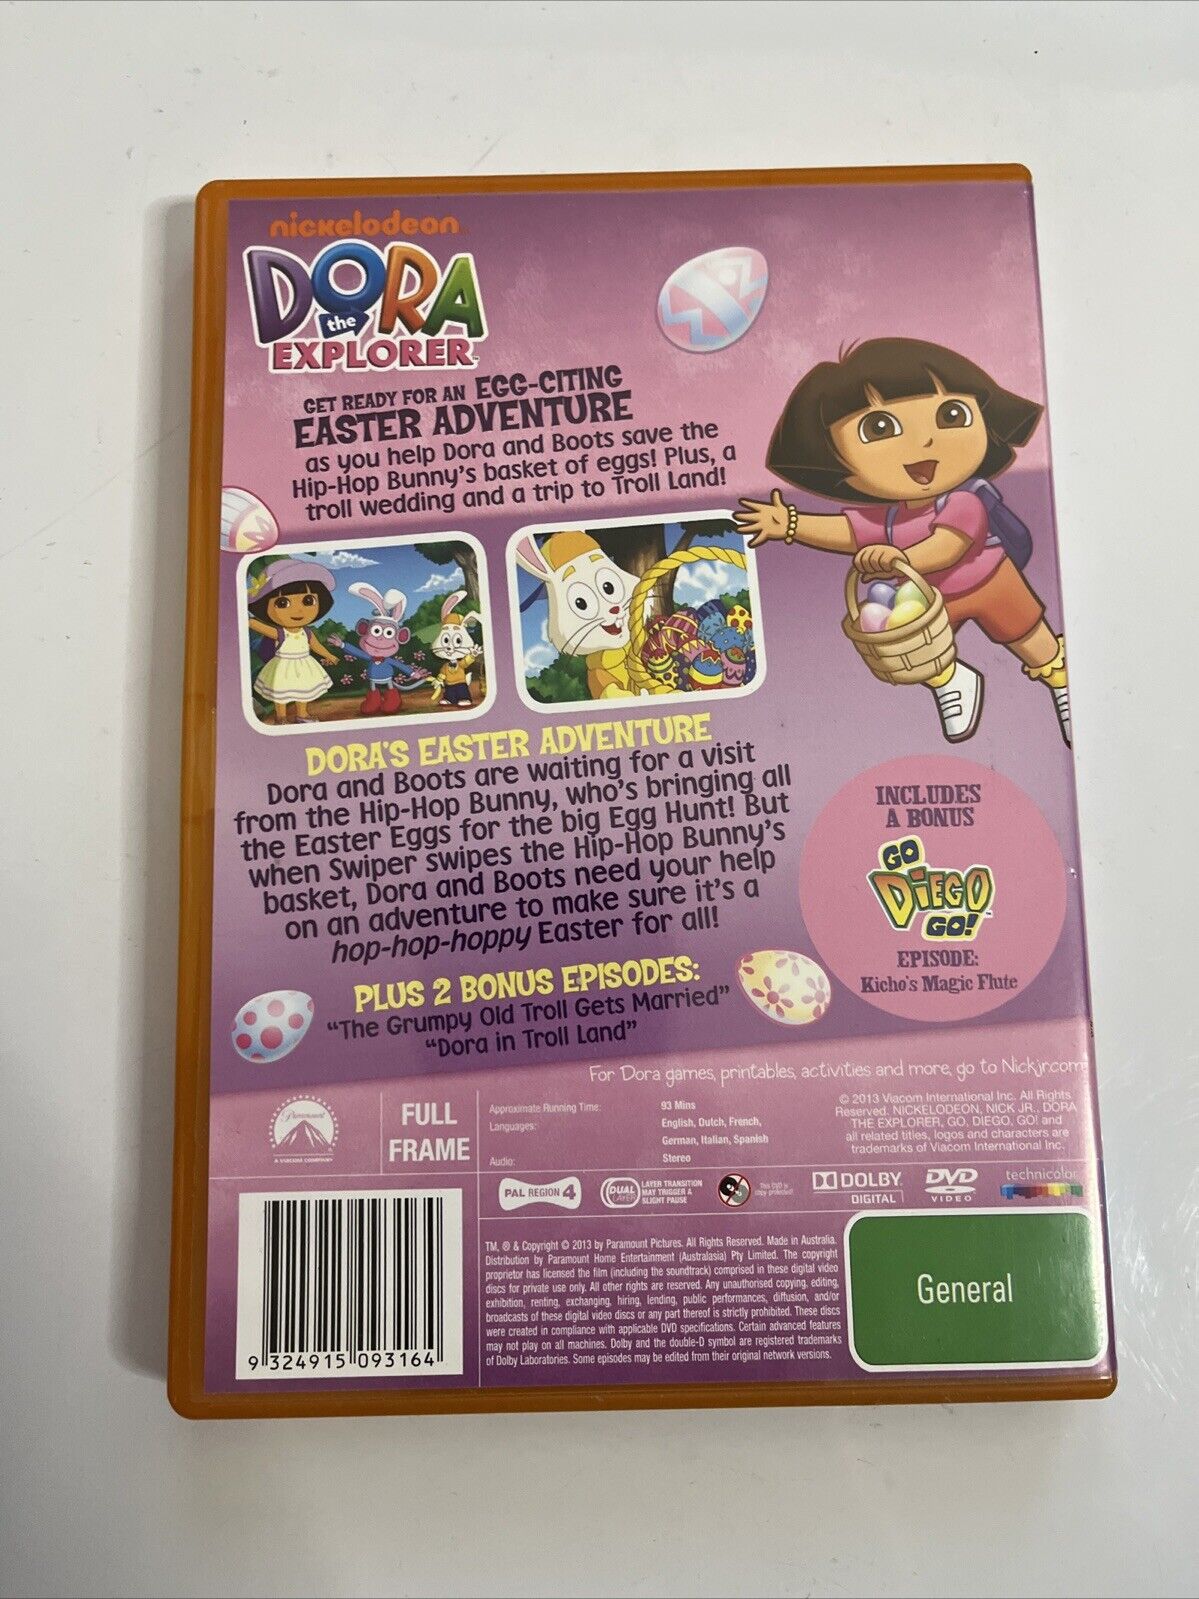 nickelodeon
DORA
the
EXPLORER™
GET READY FOR AN EGG-CITING
EASTER ADVENTURE
as you help Dora and Boots save the
Hip-Hop Bunny's basket of eggs! Plus, a
troll wedding and a trip to Troll Land!
DORA'S EASTER ADVENTURE
Dora and Boots are waiting for a visit
from the Hip-Hop Bunny, who's bringing all
the Easter Eggs for the big Egg Hunt! But
when Swiper swipes the Hip-Hop Bunny's
basket, Dora and Boots need your help
on an adventure to make sure it's a
hop-hop-hoppy Easter for all!
PLUS 2 BONUS EPISODES:
"The Grumpy Old Troll Gets Married"
"Dora in Troll Land"
INCLUDES
A BONUS
GO
DIEGO
GO!™
EPISODE:
Kicho's Magic Flute
For Dora games, printables, activities and more, go to Nickjr.com
Paramount
A VIACOM COMPANY
FULL
FRAME
Approximate Running Time: 93 Mins
Languages: English, Dutch, French,
German, Italian, Spanish
Audio: Stereo
© 2013 Viacom International Inc. All Rights
Reserved. NICKELODEON, NICK JR., DORA
THE EXPLORER, GO, DIEGO, GO! and
all related titles, logos and characters are
trademarks of Viacom International Inc.
PAL REGION 4
DUAL
LAYER
LAYER TRANSITION
MAY TRIGGER A
SLIGHT PAUSE
This DVD is
copy protected
DOLBY
DIGITAL
DVD
VIDEO
technicolor
TM, ® & Copyright © 2013 by Paramount Pictures. All Rights Reserved. Made in Australia.
Distribution by Paramount Home Entertainment (Australasia) Pty Limited. The copyright
proprietor has licensed the film (including the soundtrack) comprised in these digital video
discs for private use only. All other rights are reserved. Any unauthorised copying, editing,
exhibition, renting, exchanging, hiring, lending, public performances, diffusion, and/or
broadcasts of these digital video discs or any part thereof is strictly prohibited. These discs
were created in compliance with applicable DVD specifications. Certain advanced features
may not play on all machines. Dolby and the double-D symbol are registered trademarks
of Dolby Laboratories. Some episodes may be edited from their original network versions.
General
9 324915 093164